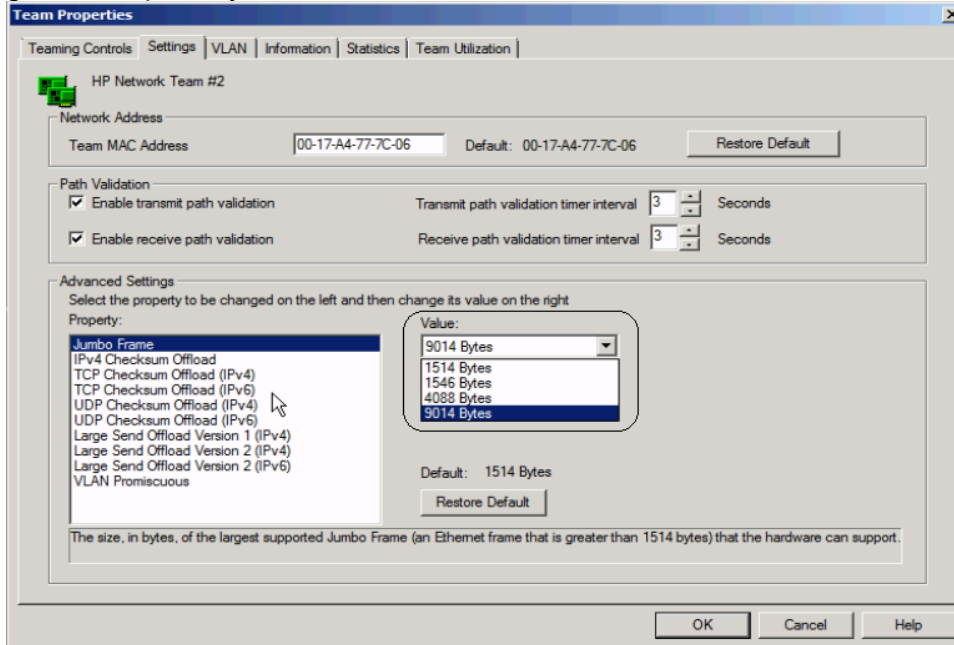 Team Properties
Teaming Controls Settings VLAN Information Statistics Team Utilization
HP Network Team #2
Network Address
Team MAC Address 00-17-A4-77-7C-06 Default: 00-17-A4-77-7C-06 Restore Default
Path Validation
Enable transmit path validation Transmit path validation timer interval 3 Seconds
Enable receive path validation Receive path validation timer interval 3 Seconds
Advanced Settings
Select the property to be changed on the left and then change its value on the right
Property:
Jumbo Frame
IPv4 Checksum Offload
TCP Checksum Offload (IPv4)
TCP Checksum Offload (IPv6)
UDP Checksum Offload (IPv4)
UDP Checksum Offload (IPv6)
Large Send Offload Version 1 (IPv4)
Large Send Offload Version 2 (IPv4)
Large Send Offload Version 2 (IPv6)
VLAN Promiscuous
Value:
9014 Bytes
1514 Bytes
1546 Bytes
4088 Bytes
9014 Bytes
Default: 1514 Bytes
Restore Default
The size, in bytes, of the largest supported Jumbo Frame (an Ethernet frame that is greater than 1514 bytes) that the hardware can support.
OK Cancel Help